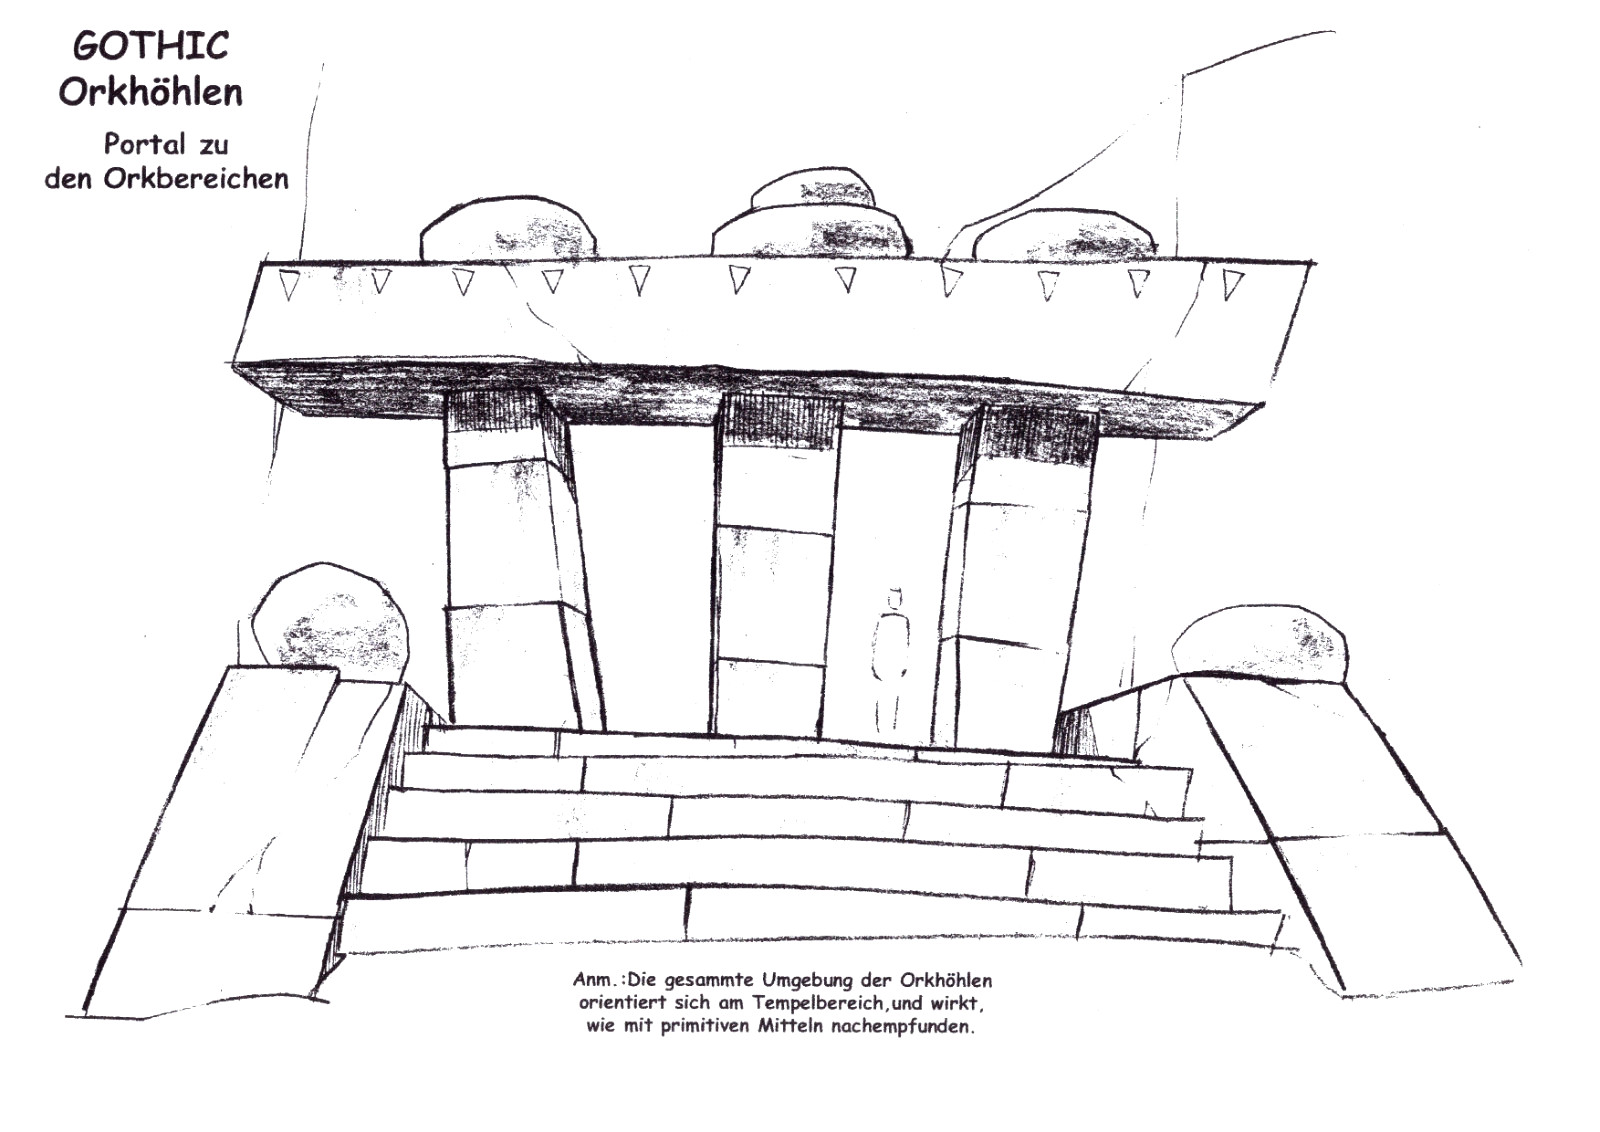 GOTHIC
Orkhöhlen
Portal zu
den Orkbereichen
Anm.:Die gesammte Umgebung der Orkhöhlen
orientiert sich am Tempelbereich,und wirkt,
wie mit primitiven Mitteln nachempfunden.